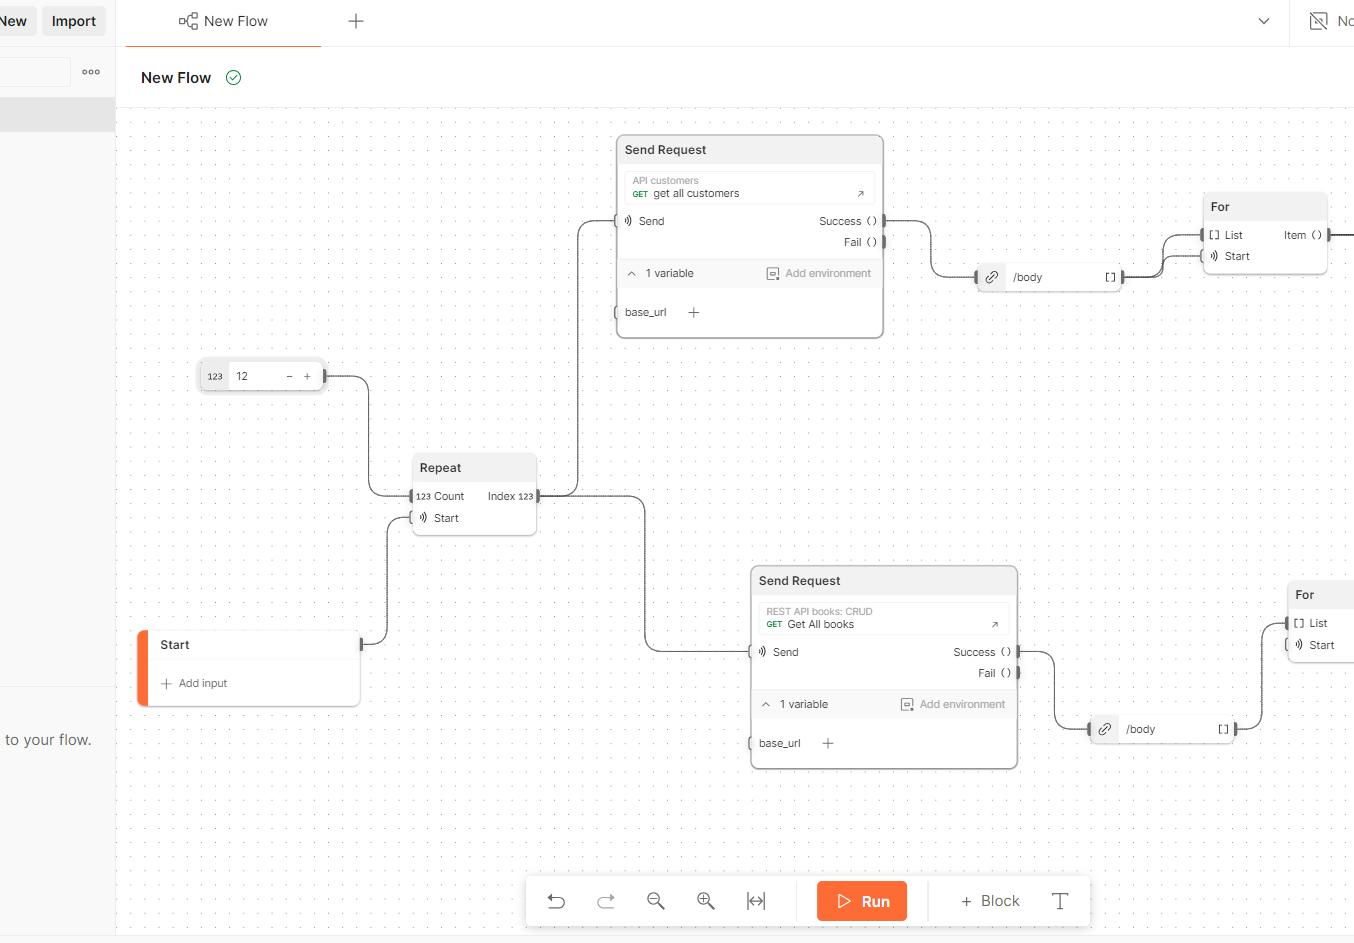 New
Import
New Flow
No
New Flow
Send Request
API customers
GET get all customers
Send
Success ()
Fail ()
1 variable
Add environment
base_url
/body
[]
For
[] List
Item ()
Start
123 12 - +
Repeat
123 Count
Index 123
Start
Start
+ Add input
Send Request
REST API books: CRUD
GET Get All books
Send
Success ()
Fail ()
1 variable
Add environment
base_url
/body
[]
For
[] List
Start
to your flow.
Run
+ Block
T